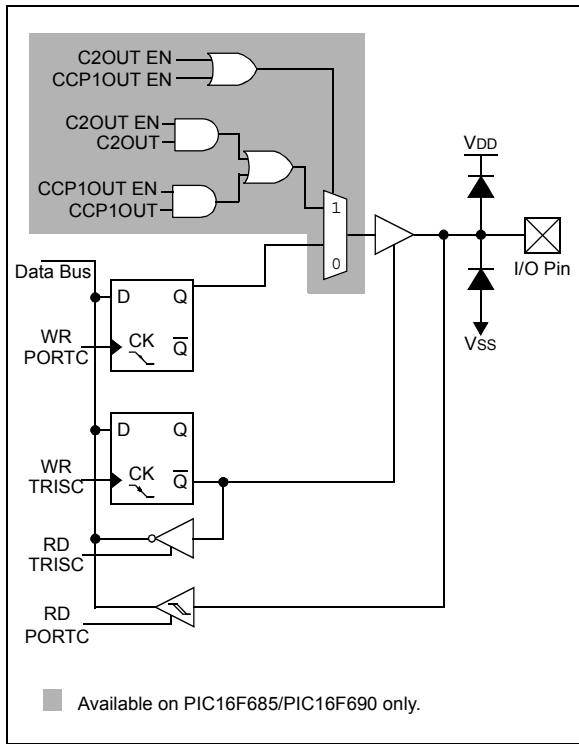 C2OUT EN
CCP1OUT EN
C2OUT EN
C2OUT
CCP1OUT EN
CCP1OUT
1
0
VDD
I/O Pin
VSS
Data Bus
D Q
WR
PORTC
CK Q
D Q
WR
TRISC
CK Q
RD
TRISC
RD
PORTC
Available on PIC16F685/PIC16F690 only.